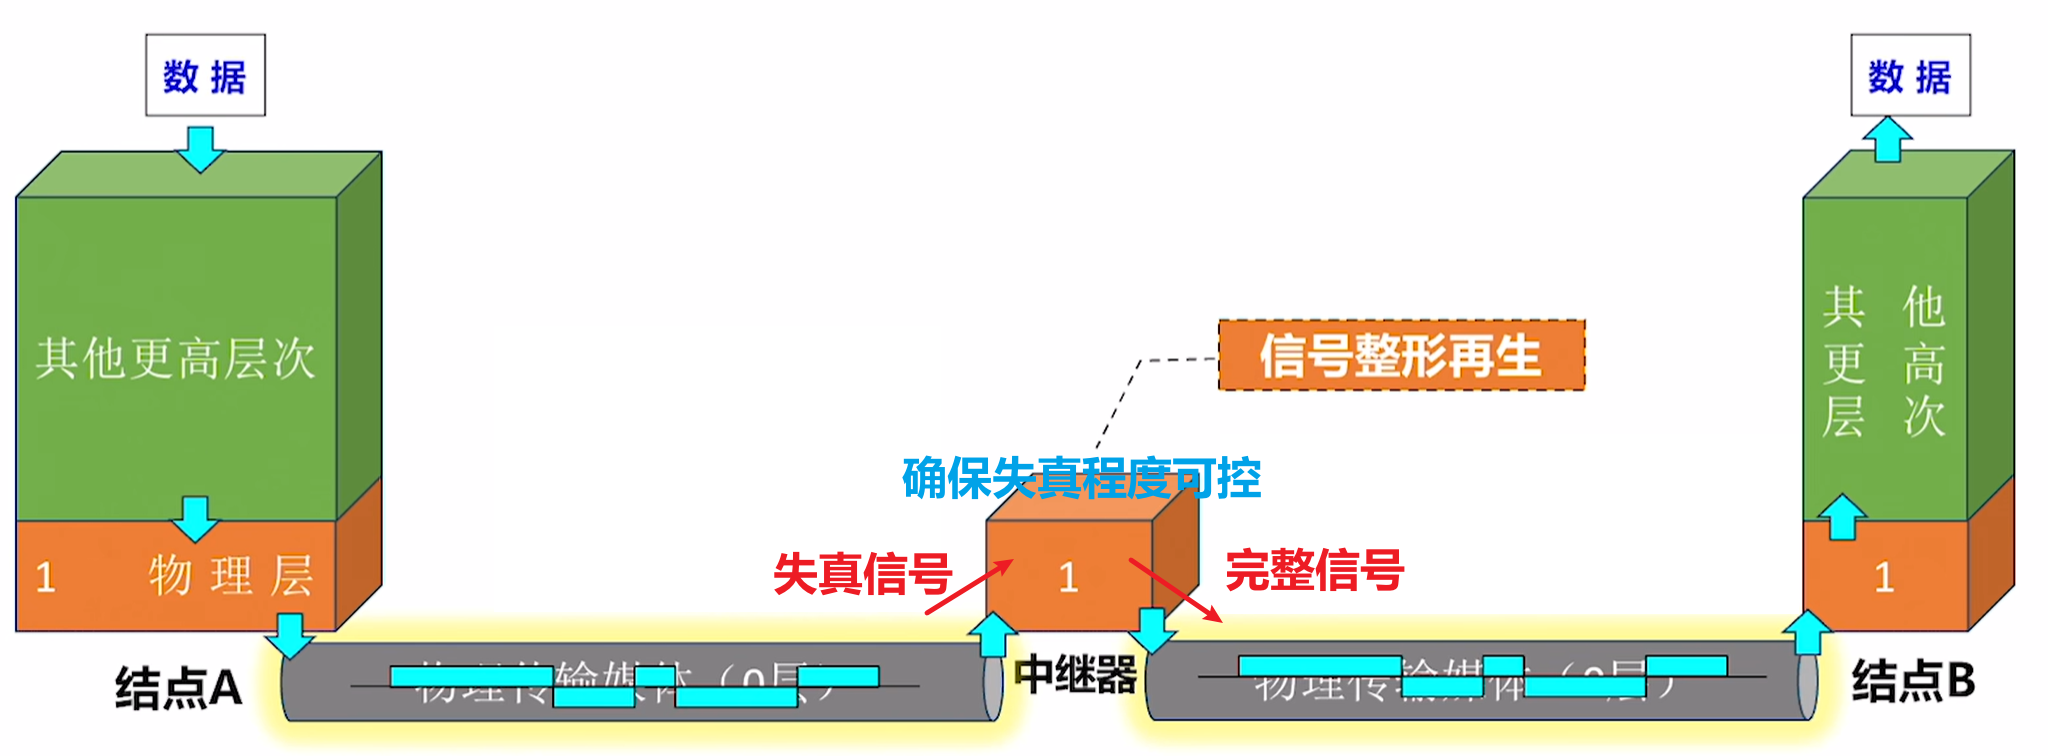 数据
数据
其他更高层次
其他
更高
层次
信号整形再生
确保失真程度可控
失真信号
完整信号
1 物理层
1
1
结点A
物理传输媒体（0层）
中继器
物理传输媒体（0层）
结点B